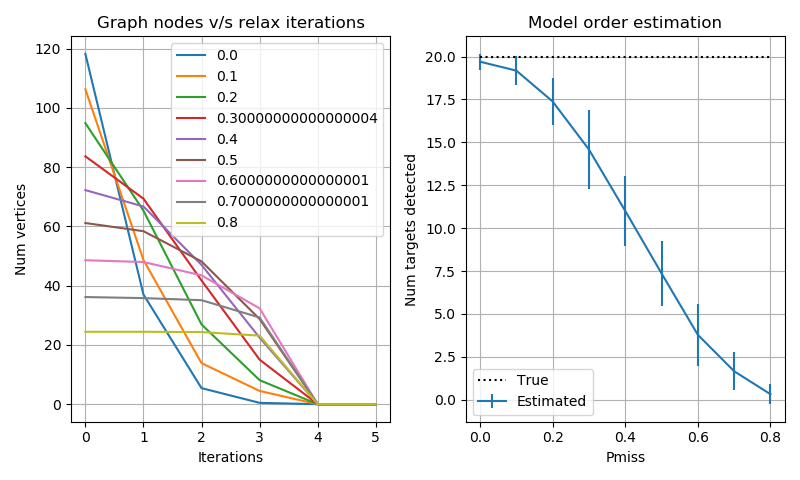 Graph nodes v/s relax iterations
Num vertices
120
100
80
60
40
20
0
0.0
0.1
0.2
0.30000000000000004
0.4
0.5
0.6000000000000001
0.7000000000000001
0.8
0 1 2 3 4 5
Iterations
Model order estimation
Num targets detected
20.0
17.5
15.0
12.5
10.0
7.5
5.0
2.5
0.0
True
Estimated
0.0 0.2 0.4 0.6 0.8
Pmiss